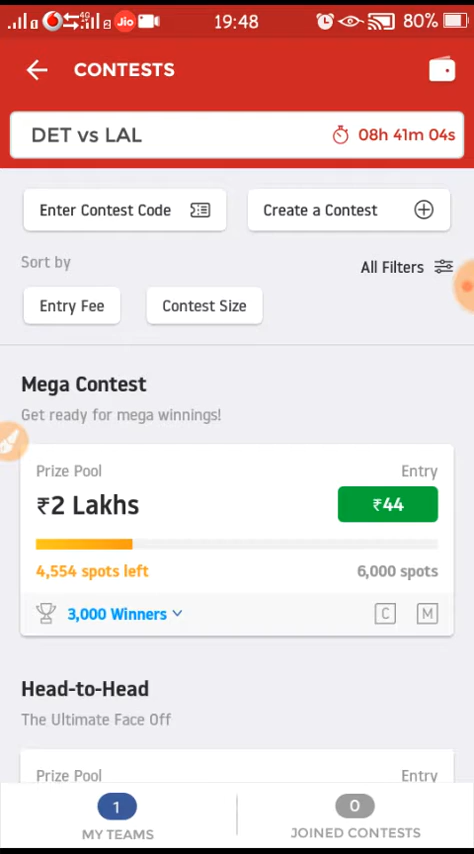 Jio 19:48 80%
CONTESTS
DET vs LAL 08h 41m 04s
Enter Contest Code Create a Contest
Sort by
All Filters
Entry Fee Contest Size
Mega Contest
Get ready for mega winnings!
Prize Pool Entry
₹2 Lakhs ₹44
4,554 spots left 6,000 spots
3,000 Winners C M
Head-to-Head
The Ultimate Face Off
Prize Pool Entry
1 0
MY TEAMS JOINED CONTESTS